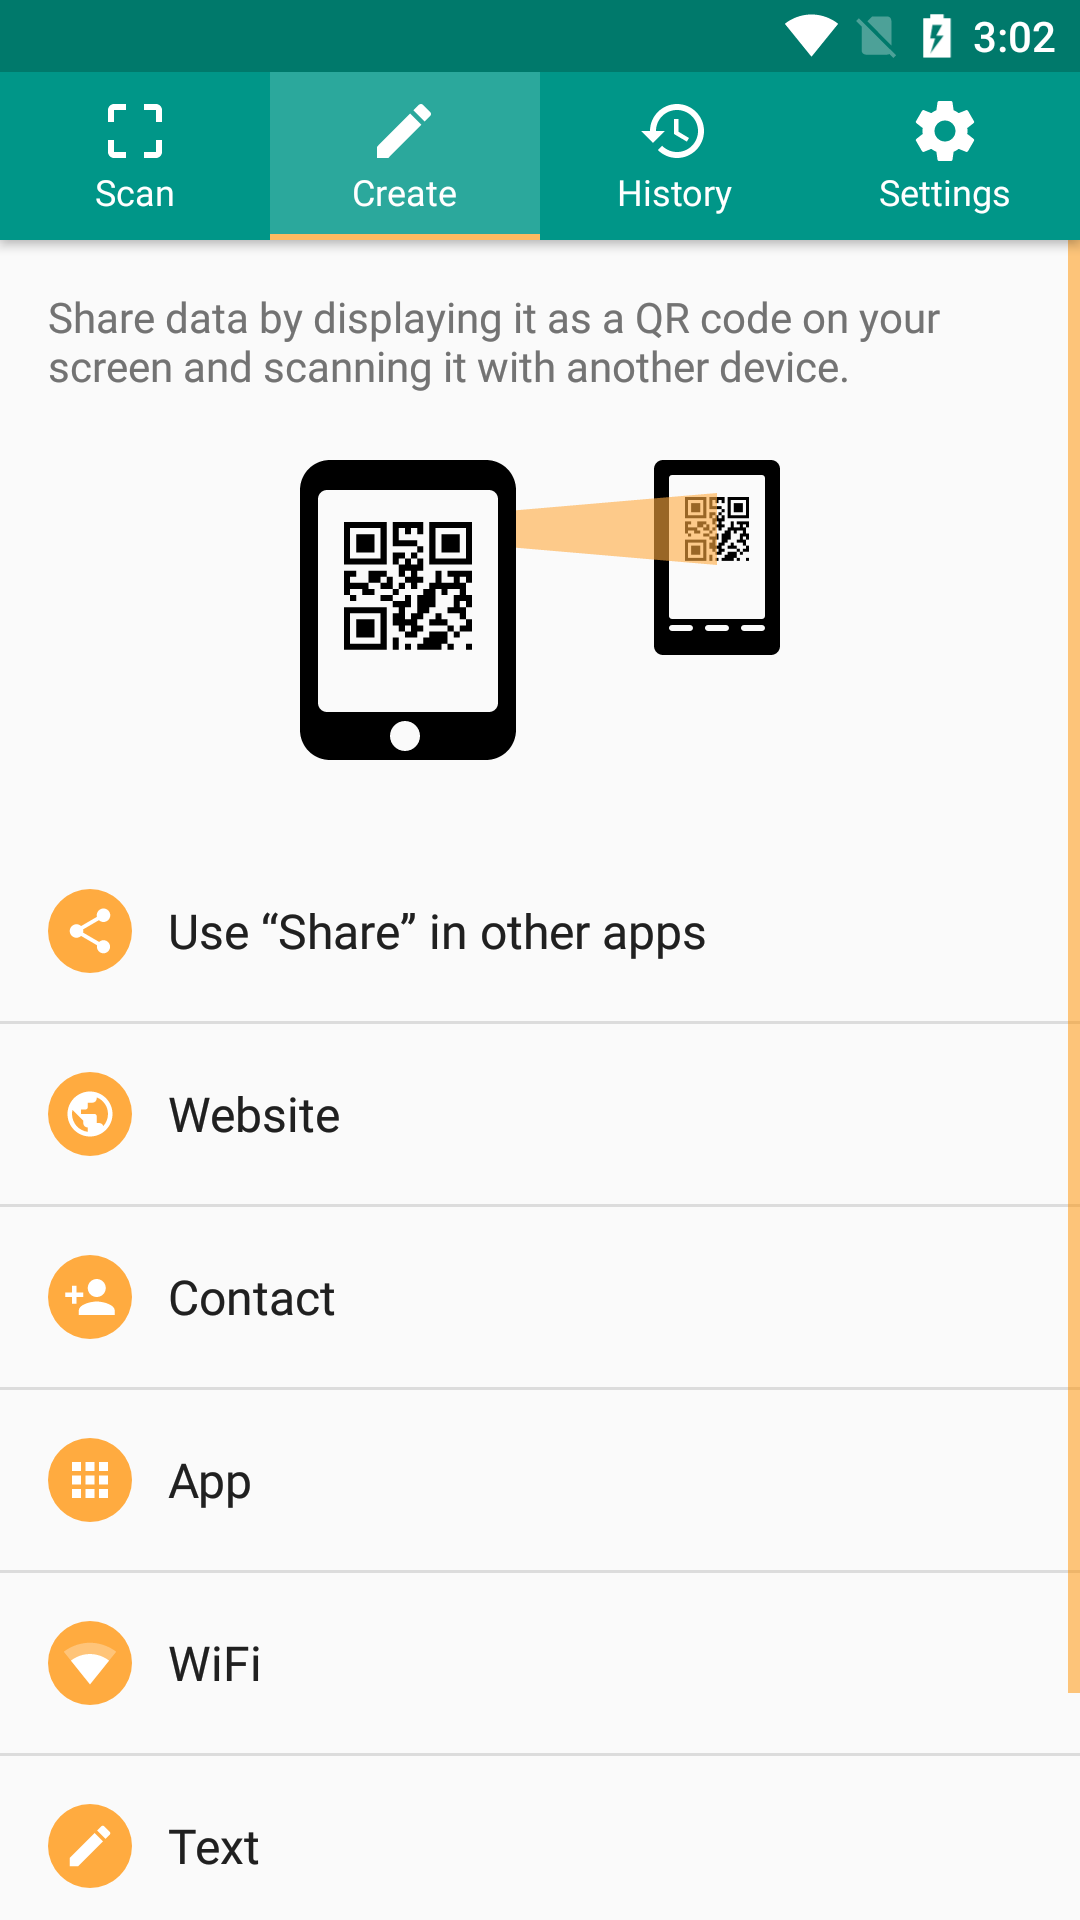 3:02
Scan
Create
History
Settings
Share data by displaying it as a QR code on your
screen and scanning it with another device.
Use “Share” in other apps
Website
Contact
App
WiFi
Text